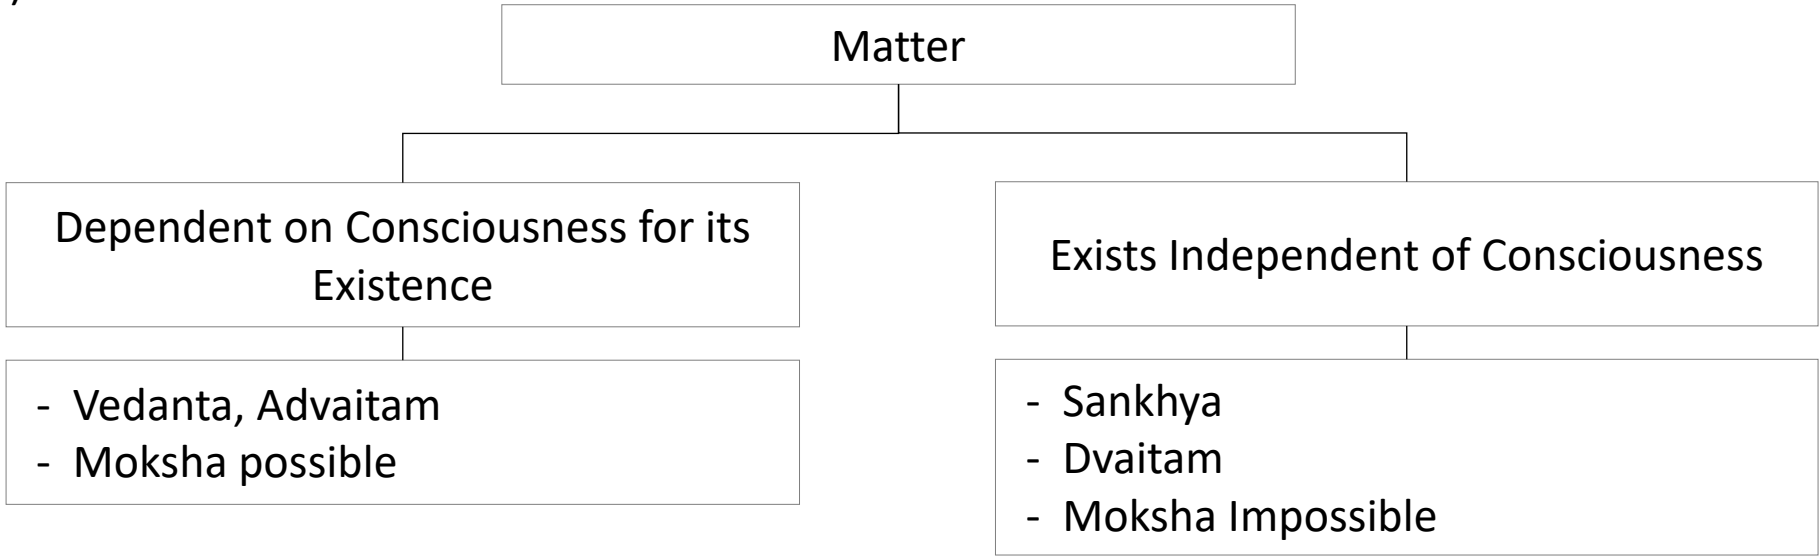 Matter
Dependent on Consciousness for its
Existence
Exists Independent of Consciousness
- Vedanta, Advaitam
- Moksha possible
- Sankhya
- Dvaitam
- Moksha Impossible